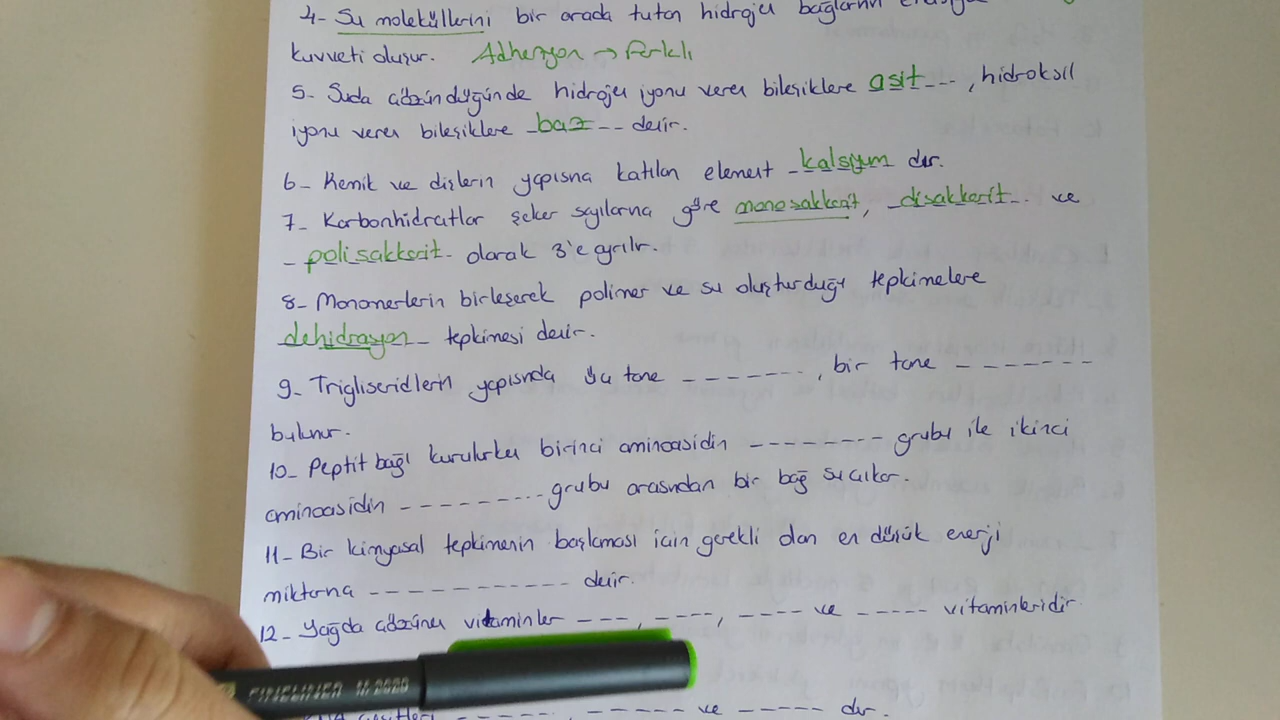 4- Su moleküllerini bir arada tutan hidrojen bağlarının
kuvveti oluşur. Adhezyon → Farklı
5- Suda çözündüğünde hidrojen iyonu veren bileşiklere asit---, hidroksil
iyonu veren bileşiklere -baz-- denir.
6- Kemik ve dişlerin yapısına katılan element -kalsiyum dır.
7- Karbonhidratlar şeker sayılarına göre monosakkarit, -disakkarit-- ve
-polisakkarit- olarak 3'e ayrılır.
8- Monomerlerin birleşerek polimer ve su oluşturduğu tepkimelere
dehidrasyon- tepkimesi denir.
9- Trigliseridlerin yapısında üç tane -------, bir tane -------
bulunur.
10- Peptit bağı kurulurken birinci aminoasidin -------- grubu ile ikinci
aminoasidin --------- grubu arasından bir bağ su çıkar.
11- Bir kimyasal tepkimenin başlaması için gerekli olan en düşük enerji
miktarına ----------- denir.
12- Yağda çözünen vitaminler ---, ----, ---- ve ----- vitaminleridir.
FINELINER
------, ----- ve ----- dır.